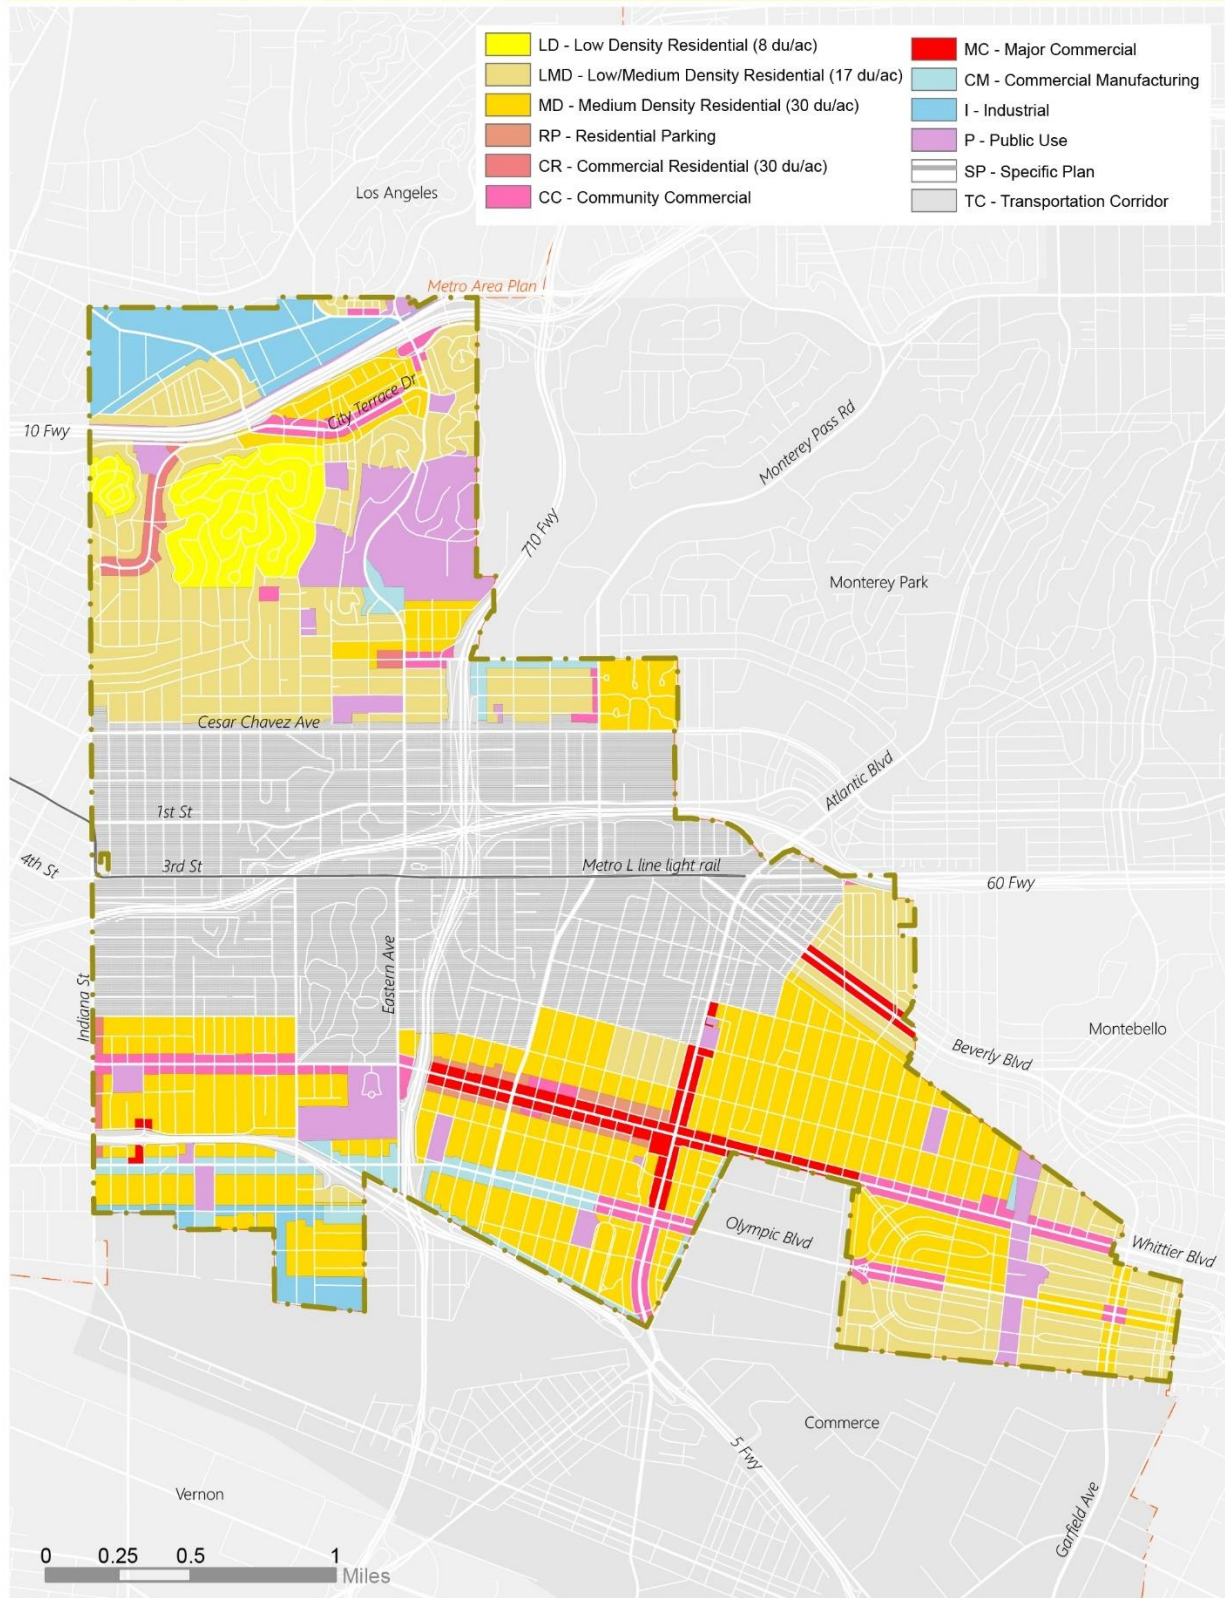 LD - Low Density Residential (8 du/ac)
LMD - Low/Medium Density Residential (17 du/ac)
MD - Medium Density Residential (30 du/ac)
RP - Residential Parking
CR - Commercial Residential (30 du/ac)
CC - Community Commercial
MC - Major Commercial
CM - Commercial Manufacturing
I - Industrial
P - Public Use
SP - Specific Plan
TC - Transportation Corridor
Los Angeles
Metro Area Plan
City Terrace Dr
10 Fwy
Monterey Pass Rd
710 Fwy
Monterey Park
Cesar Chavez Ave
Atlantic Blvd
1st St
4th St
3rd St
Metro L line light rail
60 Fwy
Eastern Ave
Indiana St
Montebello
Beverly Blvd
Olympic Blvd
Whittier Blvd
Commerce
5 Fwy
Vernon
Garfield Ave
0 0.25 0.5 1
Miles